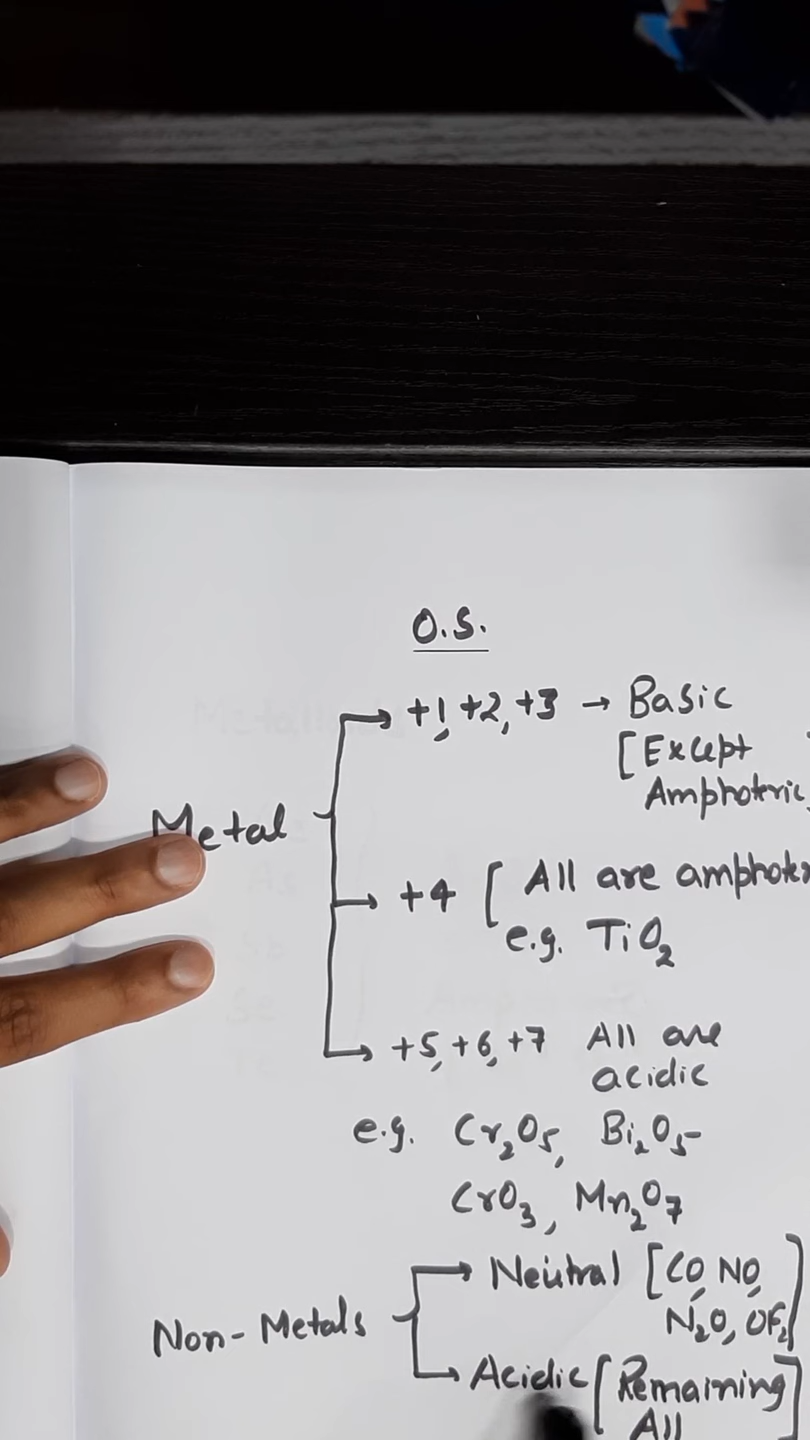 O.S.
+1, +2, +3 → Basic
[Except
Amphoteric]
Metal
+4 [ All are amphoter
e.g. TiO₂
+5, +6, +7 All are
acidic
e.g. Cr₂O₅, Bi₂O₅
CrO₃, Mn₂O₇
Neutral [CO, NO,
N₂O, OF₂]
Non-Metals
Acidic [Remaining]
All